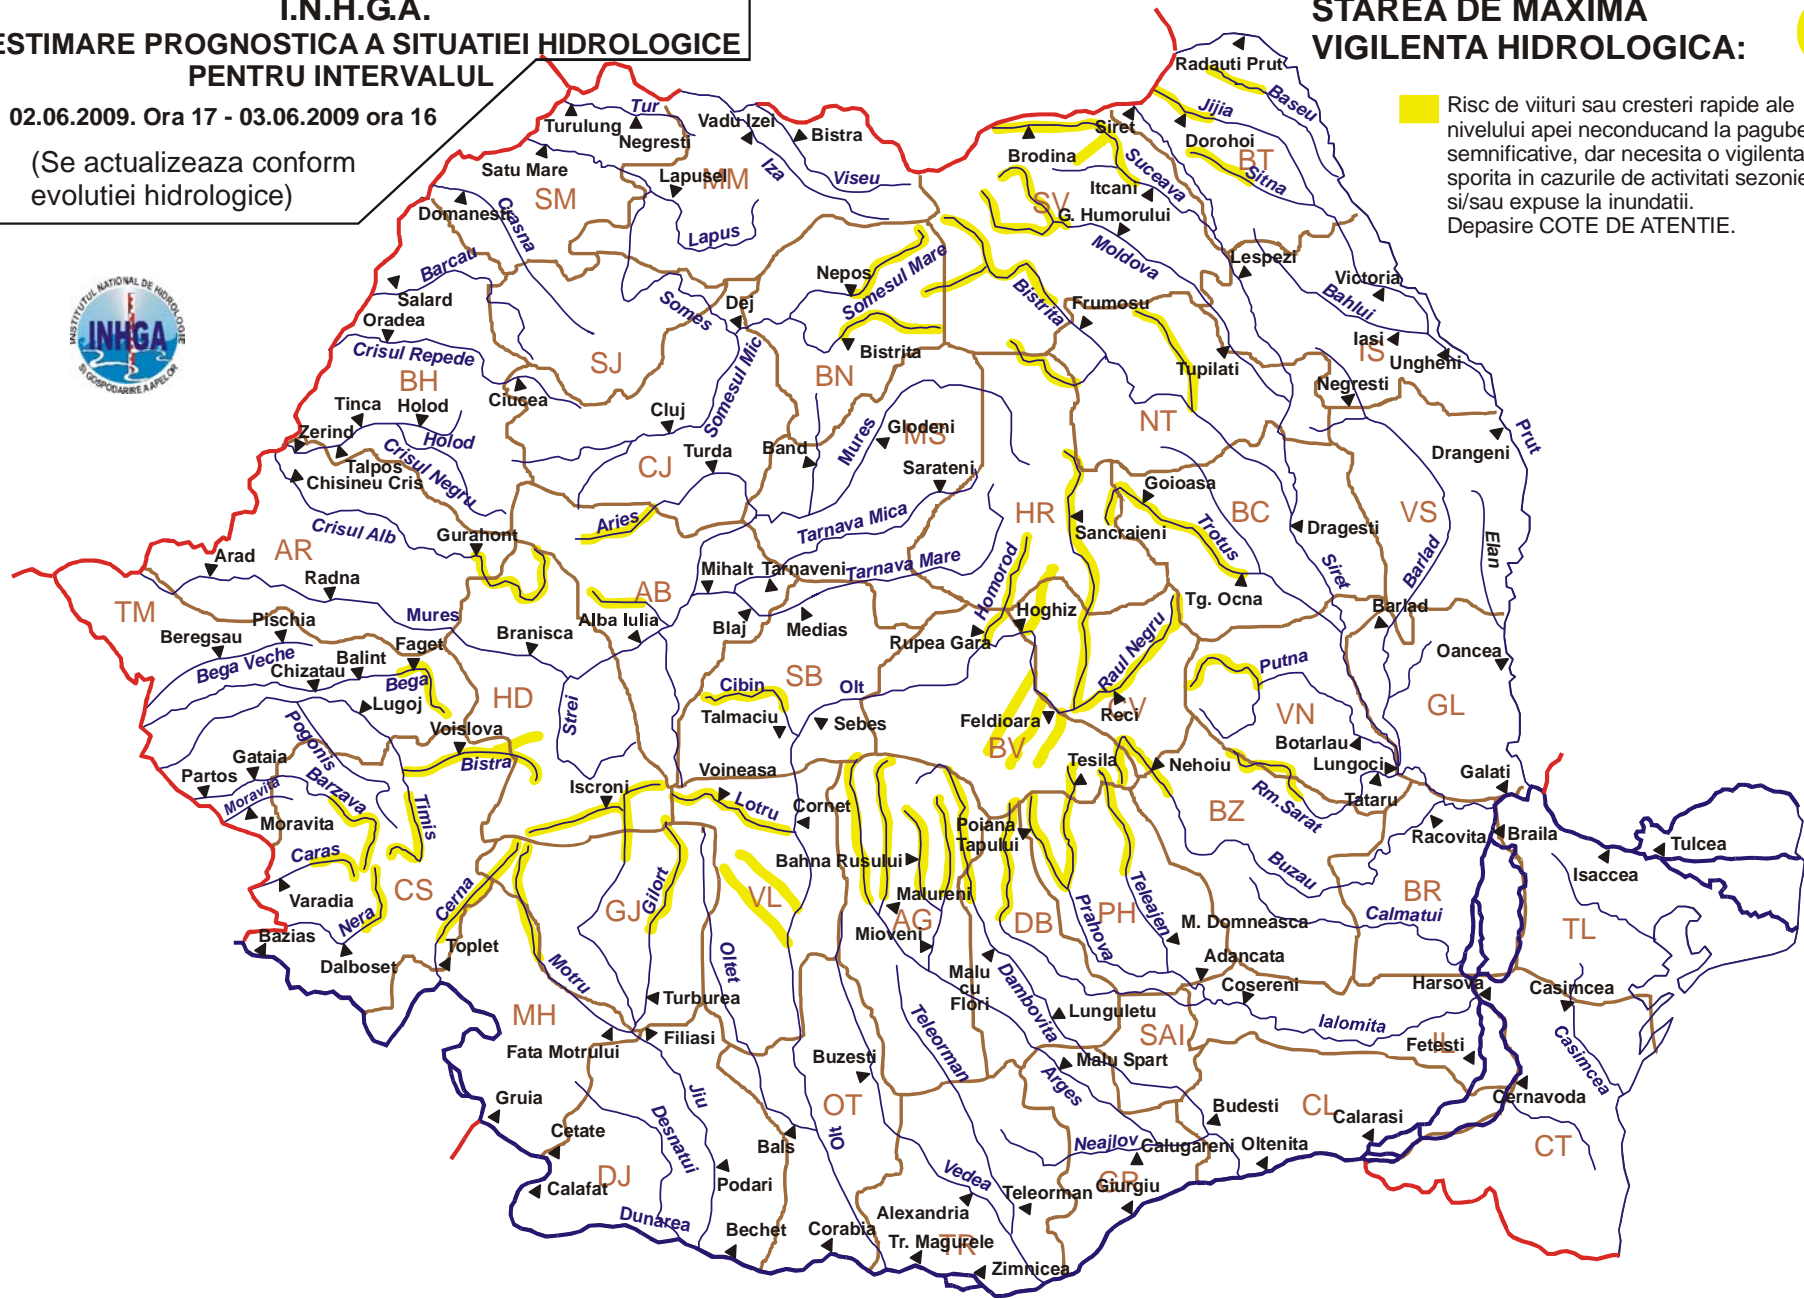 I.N.H.G.A.
ESTIMARE PROGNOSTICA A SITUATIEI HIDROLOGICE
PENTRU INTERVALUL
02.06.2009. Ora 17 - 03.06.2009 ora 16
(Se actualizeaza conform
evolutiei hidrologice)
STAREA DE MAXIMA
VIGILENTA HIDROLOGICA:
Risc de viituri sau cresteri rapide ale
nivelului apei neconducand la pagube
semnificative, dar necesita o vigilenta
sporita in cazurile de activitati sezonie
si/sau expuse la inundatii.
Depasire COTE DE ATENTIE.
INSTITUTUL NATIONAL DE HIDROLOGIE
INHGA
SI GOSPODARIRE A APELOR
Radauti Prut
Baseu
Jijia
Siret
Dorohoi
BT
Sitna
Brodina
Suceava
Itcani
SV
G. Humorului
Moldova
Lespezi
Victoria
Bahlui
Iasi
IS
Ungheni
Negresti
Prut
Drangeni
Tur
Turulung
Negresti
Vadu Izei
Bistra
Iza
Viseu
Satu Mare
Lapusel
MM
SM
Domanesti
Crasna
Lapus
Barcau
Salard
Oradea
Crisul Repede
BH
SJ
Somes
Dej
Nepos
Somesul Mare
Bistrita
BN
Somesul Mic
Bistrita
Frumosu
Tupilati
NT
Ciucea
Tinca
Holod
Holod
Zerind
Talpos
Crisul Negru
Chisineu Cris
Cluj
CJ
Turda
Band
Mures
Glodeni
MS
Sarateni
HR
Sancraieni
Goioasa
Trotus
BC
Dragesti
Siret
VS
Barlad
Elan
Crisul Alb
Gurahont
Aries
Tarnava Mica
AR
Arad
Radna
Mures
AB
Mihalt
Tarnaveni
Tarnava Mare
Homorod
Hoghiz
Tg. Ocna
Barlad
TM
Pischia
Beregsau
Bega Veche
Chizatau
Balint
Faget
Bega
Lugoj
Branisca
Alba Iulia
Blaj
Medias
Rupea Gara
Raul Negru
Putna
Oancea
HD
Strei
Cibin
SB
Olt
Talmaciu
Sebes
Feldioara
BV
Reci
VN
GL
Botarlau
Lungoci
Galati
Pogonis
Voislova
Bistra
Gataia
Partos
Barzava
Moravita
Moravita
Timis
Iscroni
Voineasa
Lotru
Cornet
Tesila
Nehoiu
BZ
Rm.Sarat
Tataru
Racovita
Braila
Isaccea
Tulcea
Poiana
Tapului
Bahna Rusului
Malureni
AG
Mioveni
DB
PH
Prahova
Teleajen
Buzau
BR
Calmatui
TL
Caras
Varadia
CS
Nera
Cerna
GJ
Gilort
VL
Bazias
Dalboset
Toplet
Motru
Oltet
M. Domneasca
Adancata
Cosereni
Harsova
Casimcea
Malu
cu
Flori
Dambovita
Lunguletu
SAI
Ialomita
Fetesti
IL
MH
Turburea
Fata Motrului
Filiasi
Buzesti
Teleorman
Malu Spart
Arges
Casimcea
Gruia
Jiu
OT
Cernavoda
Cetate
Desnatui
Bals
Olt
Neajlov
Calugareni
Budesti
Oltenita
CL
Calarasi
CT
DJ
Calafat
Podari
Vedea
Teleorman
GR
Giurgiu
Alexandria
Dunarea
Bechet
Corabia
Tr. Magurele
TR
Zimnicea